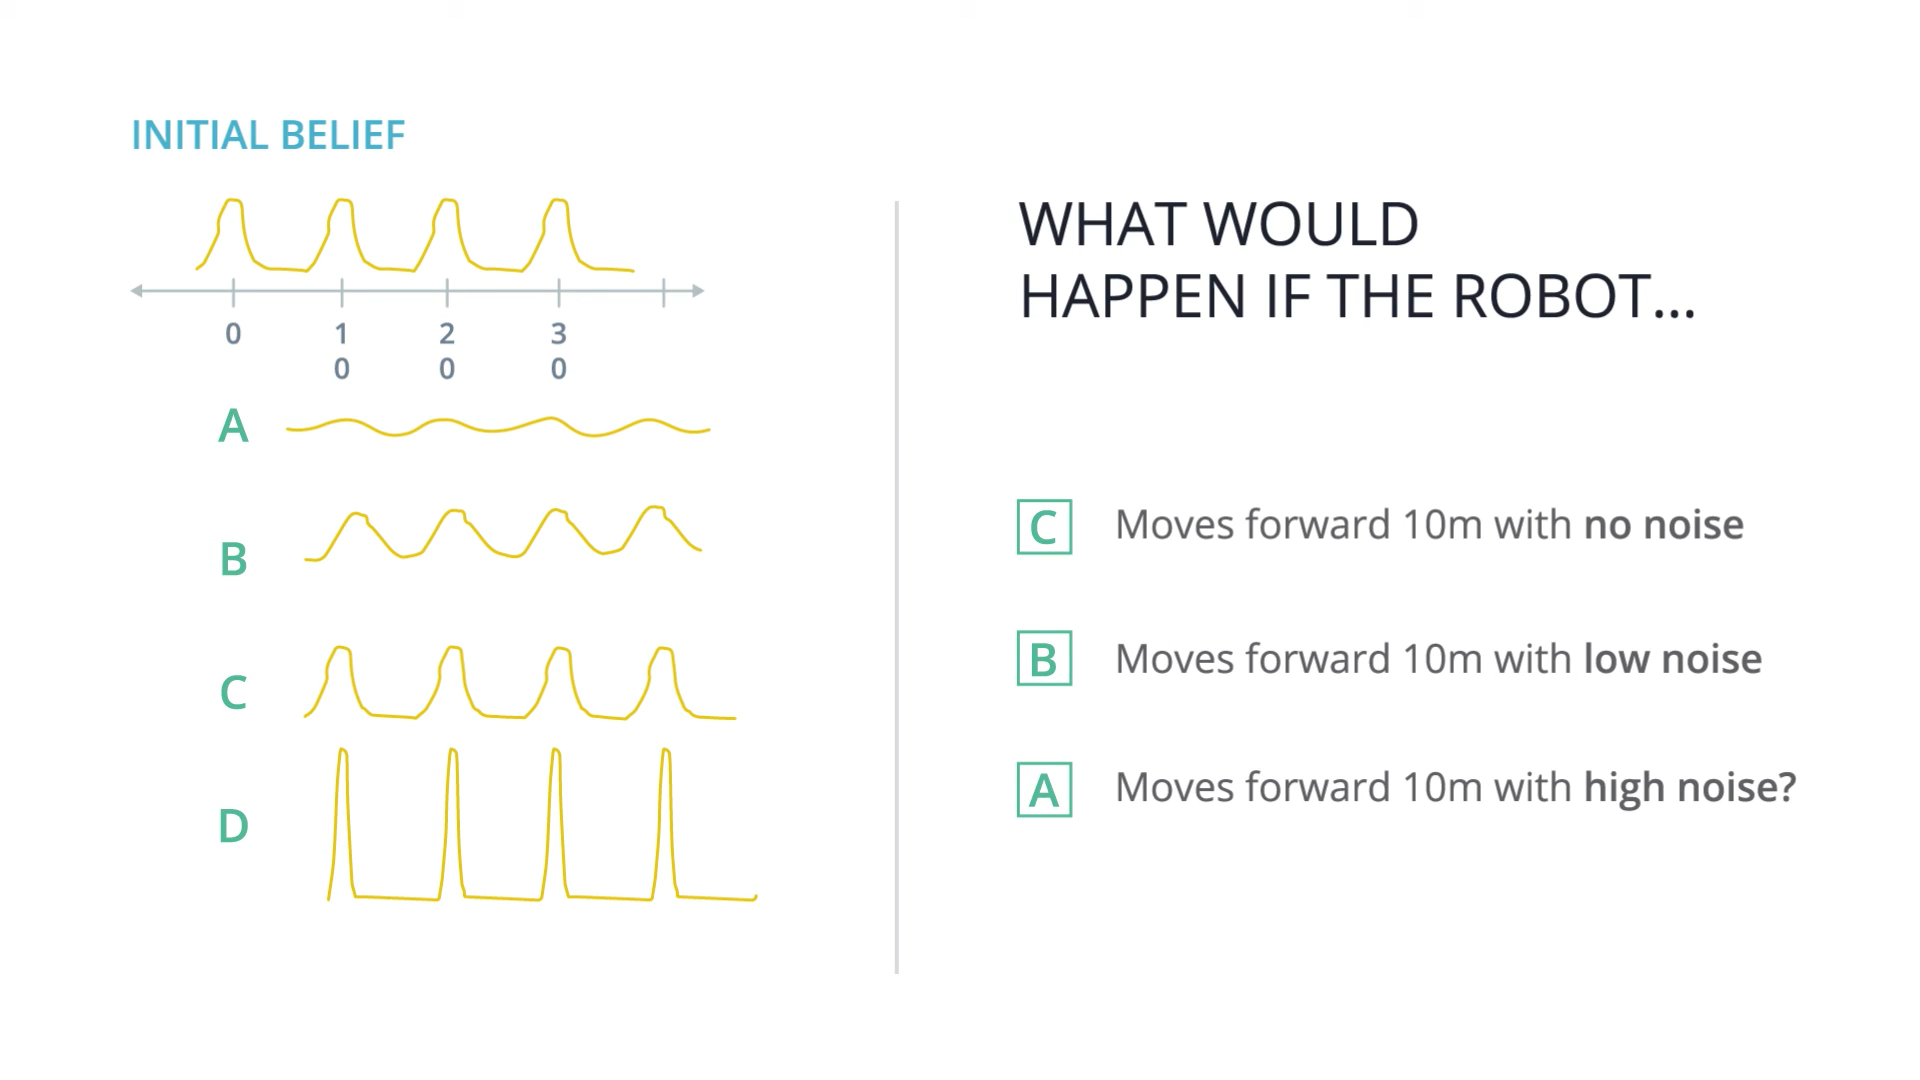 INITIAL BELIEF
0 1 2 3
0 0 0
A
B
C
D
WHAT WOULD
HAPPEN IF THE ROBOT...
C Moves forward 10m with no noise
B Moves forward 10m with low noise
A Moves forward 10m with high noise?